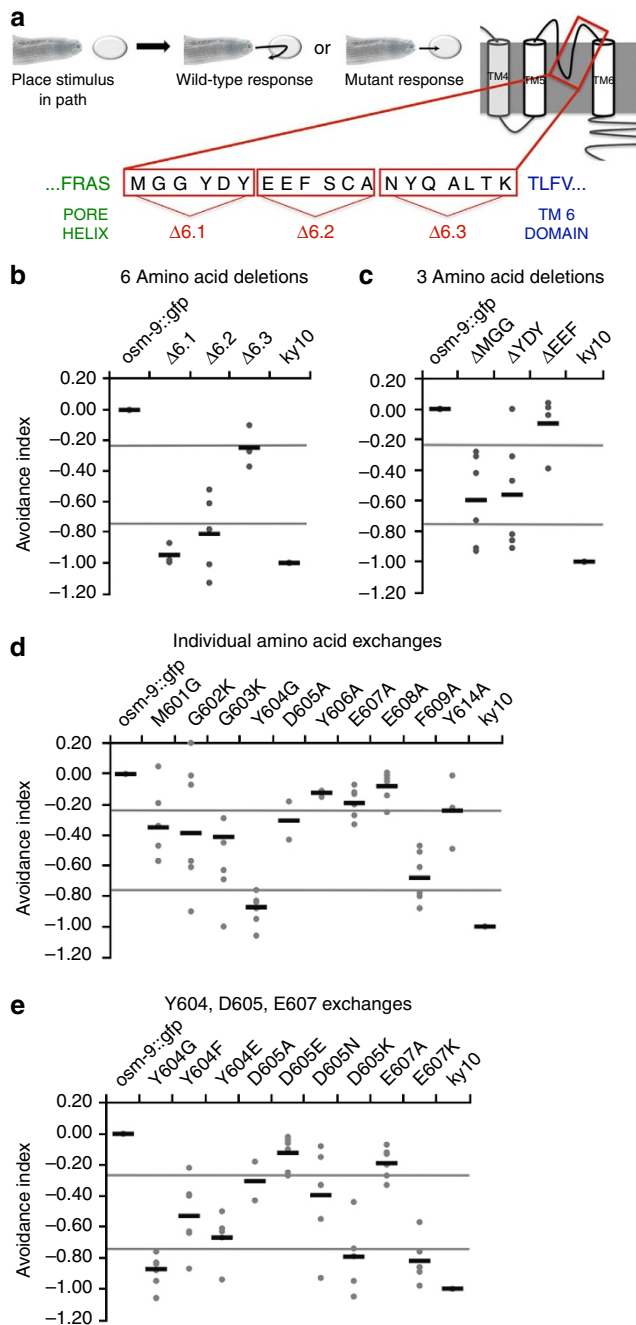 a
or
Place stimulus in path
Wild-type response
Mutant response
TM4
TM5
TM6
...FRAS
M G G Y D Y
E E F S C A
N Y Q A L T K
TLFV...
PORE HELIX
Δ6.1
Δ6.2
Δ6.3
TM 6 DOMAIN
b
6 Amino acid deletions
osm-9::gfp
Δ6.1
Δ6.2
Δ6.3
ky10
Avoidance index
0.20
0.00
−0.20
−0.40
−0.60
−0.80
−1.00
−1.20
c
3 Amino acid deletions
osm-9::gfp
ΔMGG
ΔYDY
ΔEEF
ky10
0.20
0.00
−0.20
−0.40
−0.60
−0.80
−1.00
−1.20
d
Individual amino acid exchanges
osm-9::gfp
M601G
G602K
G603K
Y604G
D605A
Y606A
E607A
E608A
F609A
Y614A
ky10
Avoidance index
0.20
0.00
−0.20
−0.40
−0.60
−0.80
−1.00
−1.20
e
Y604, D605, E607 exchanges
osm-9::gfp
Y604G
Y604F
Y604E
D605A
D605E
D605N
D605K
E607A
E607K
ky10
Avoidance index
0.20
0.00
−0.20
−0.40
−0.60
−0.80
−1.00
−1.20